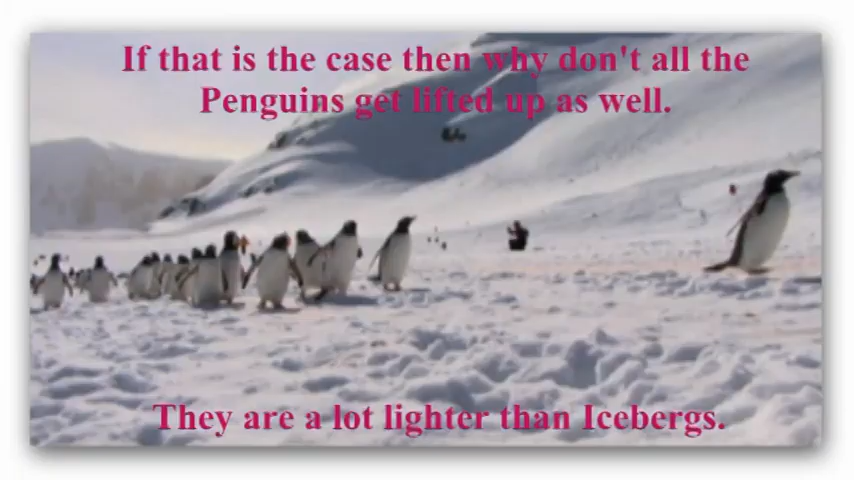 If that is the case then why don't all the
Penguins get lifted up as well.
They are a lot lighter than Icebergs.